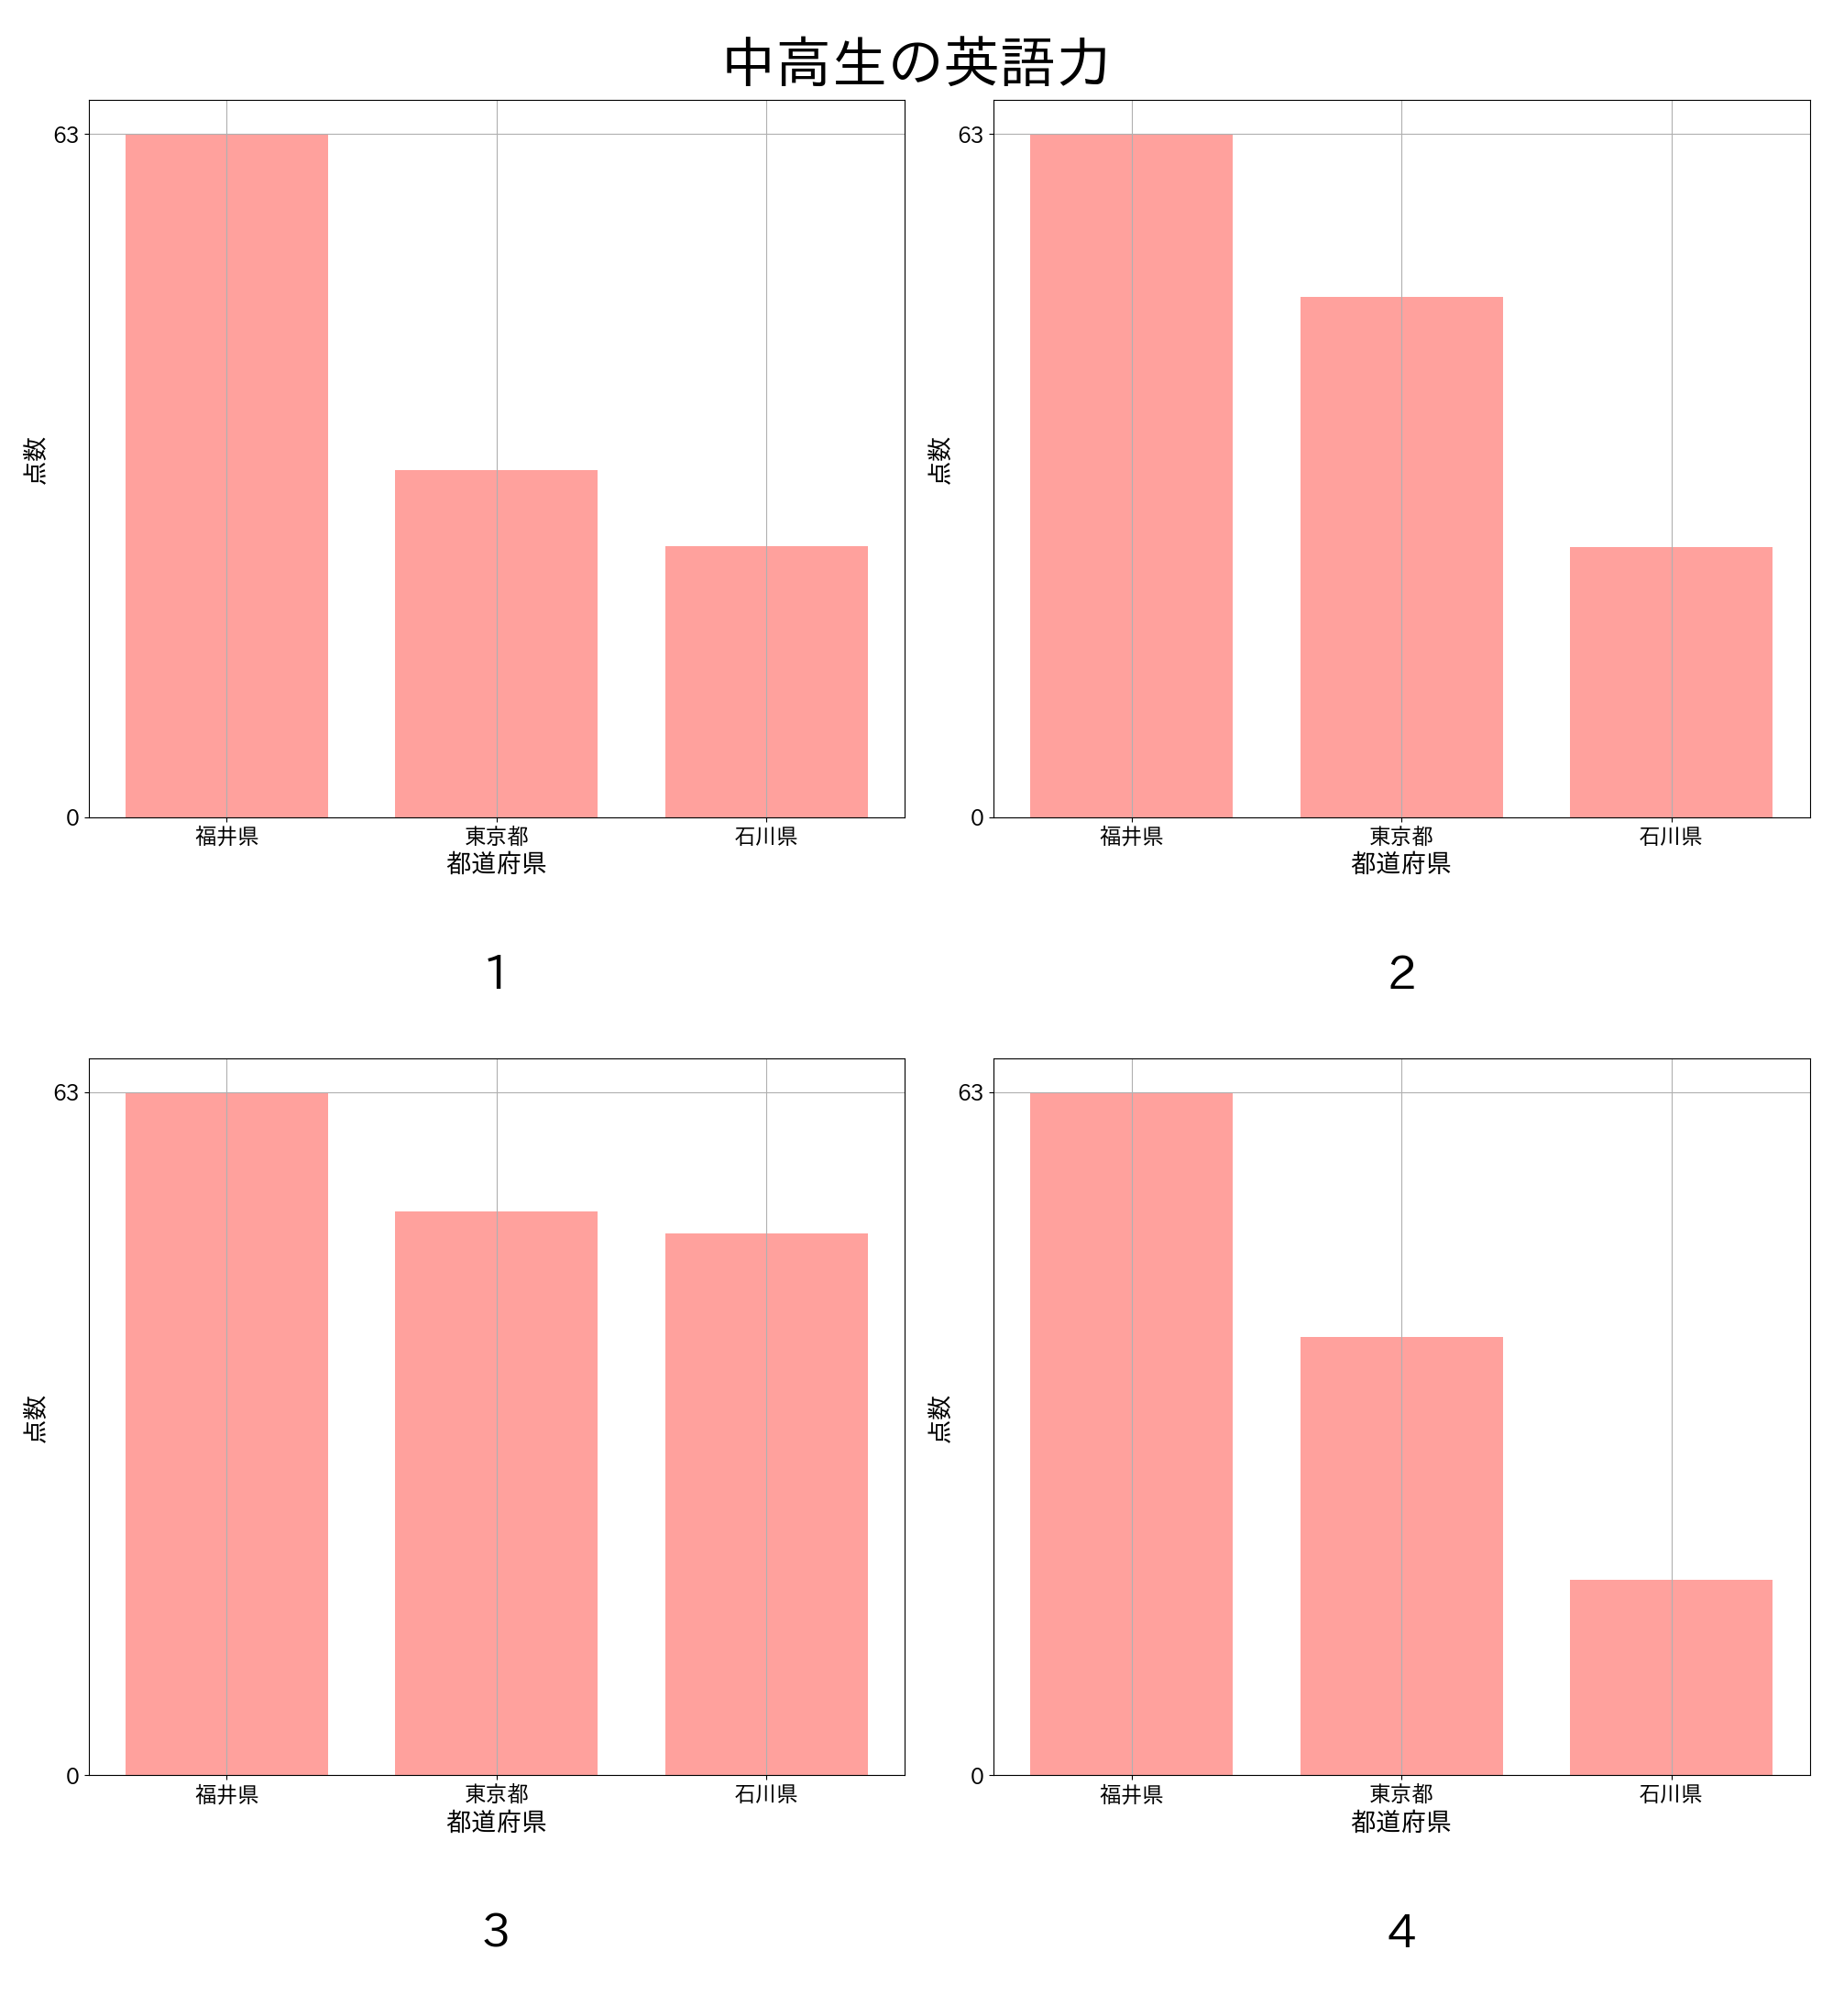 中高生の英語力
63
0
点数
福井県 東京都 石川県
都道府県
1
63
0
点数
福井県 東京都 石川県
都道府県
2
63
0
点数
福井県 東京都 石川県
都道府県
3
63
0
点数
福井県 東京都 石川県
都道府県
4